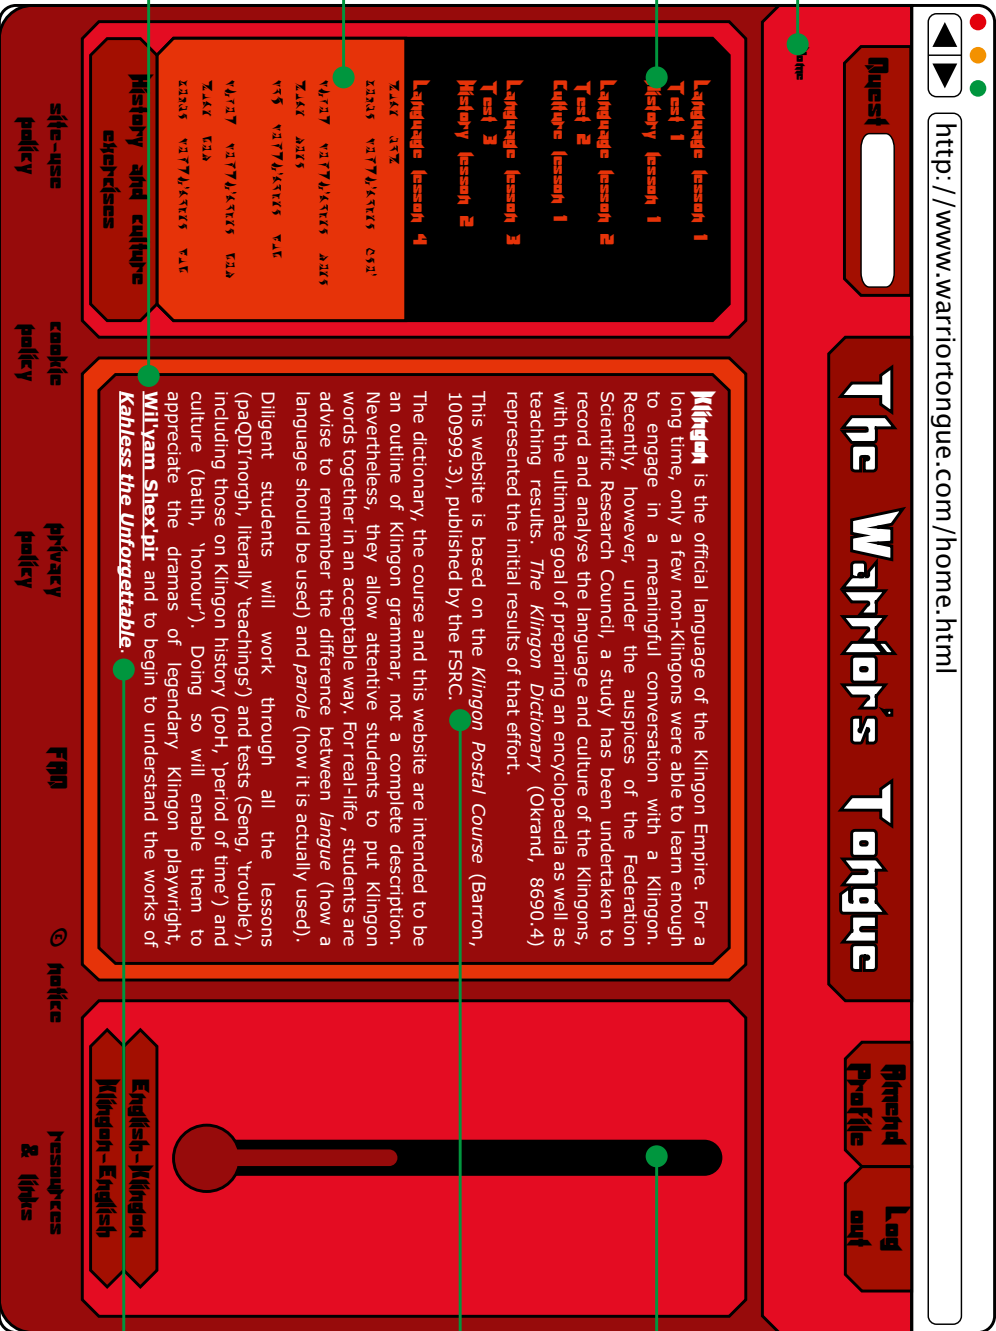 http://www.warriortongue.com/home.html
Quest
The Warrior's Tongue
Amend
Profile
Log
out
Language lesson 1
Test 1
History lesson 1
Language lesson 2
Test 2
Culture lesson 1
Language lesson 3
Test 3
History lesson 2
Language lesson 4
History and culture
exercises
Klingon is the official language of the Klingon Empire. For a
long time, only a few non-Klingons were able to learn enough
to engage in a meaningful conversation with a Klingon.
Recently, however, under the auspices of the Federation
Scientific Research Council, a study has been undertaken to
record and analyse the language and culture of the Klingons,
with the ultimate goal of preparing an encyclopaedia as well as
teaching results. The Klingon Dictionary (Okrand, 8690.4)
represented the initial results of that effort.
This website is based on the Klingon Postal Course (Barron,
100999.3), published by the FSRC.
The dictionary, the course and this website are intended to be
an outline of Klingon grammar, not a complete description.
Nevertheless, they allow attentive students to put Klingon
words together in an acceptable way. For real-life , students are
advise to remember the difference between langue (how a
language should be used) and parole (how it is actually used).
Diligent students will work through all the lessons
(paQDI'norgh, literally ‘teachings’) and tests (Seng, ‘trouble’),
including those on Klingon history (poH, ‘period of time’) and
culture (batlh, ‘honour’). Doing so will enable them to
appreciate the dramas of legendary Klingon playwright,
Wil'yam Shex'pir and to begin to understand the works of
Kahless the Unforgettable.
English-Klingon
Klingon-English
site-use
policy
cookie
policy
privacy
policy
FAQ
© notice
resources
& links